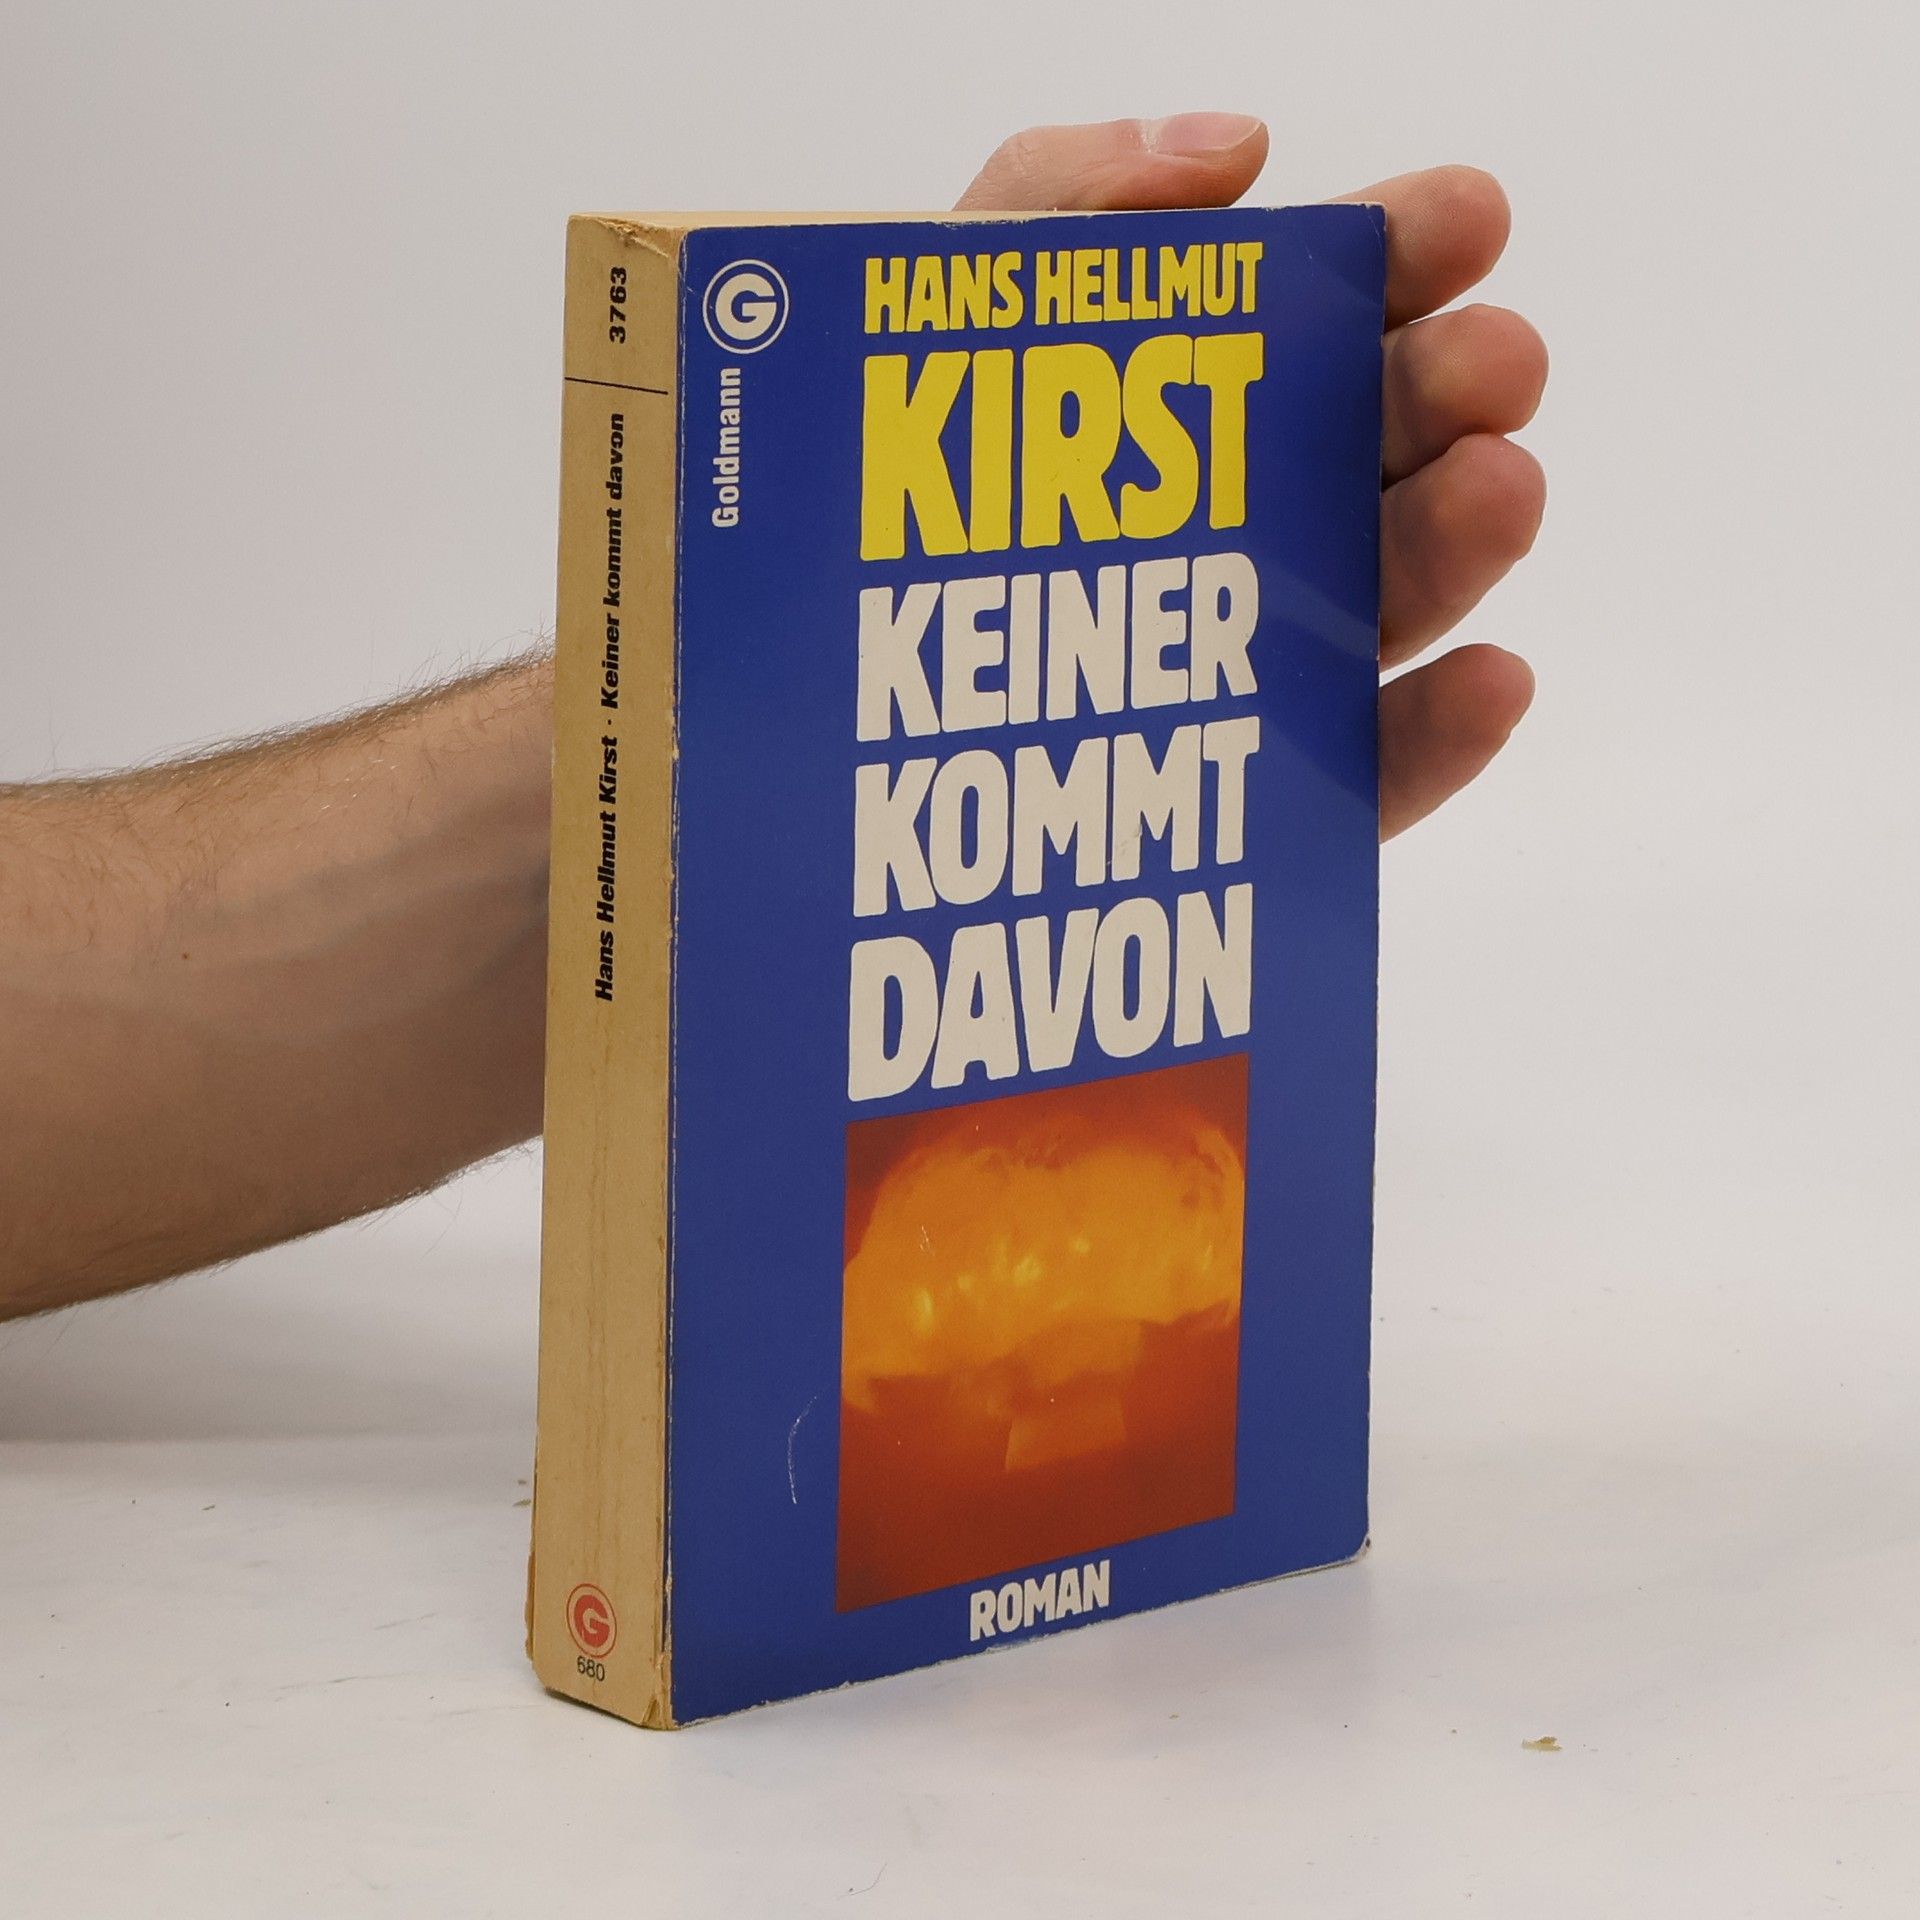 3763
Hans Hellmut Kirst · Keiner kommt davon
G
680
G
Goldmann
HANS HELLMUT
KIRST
KEINER
KOMMT
DAVON
ROMAN